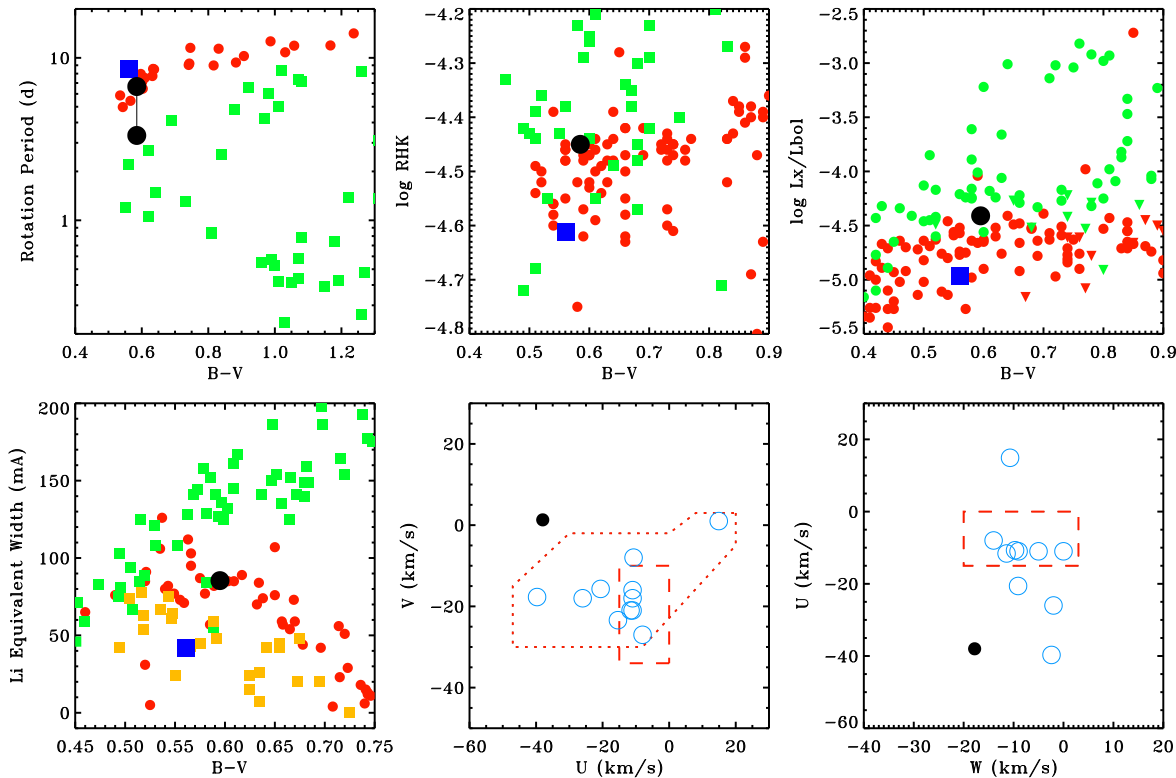 Rotation Period (d)
10
1
0.4 0.6 0.8 1.0 1.2
B-V
log RHK
-4.2
-4.3
-4.4
-4.5
-4.6
-4.7
-4.8
0.4 0.5 0.6 0.7 0.8 0.9
B-V
log Lx/Lbol
-2.5
-3.0
-3.5
-4.0
-4.5
-5.0
-5.5
0.4 0.5 0.6 0.7 0.8 0.9
B-V
Li Equivalent Width (mA)
200
150
100
50
0
0.45 0.50 0.55 0.60 0.65 0.70 0.75
B-V
V (km/s)
20
0
-20
-40
-60 -40 -20 0 20
U (km/s)
U (km/s)
20
0
-20
-40
-60
-40 -30 -20 -10 0 10 20
W (km/s)